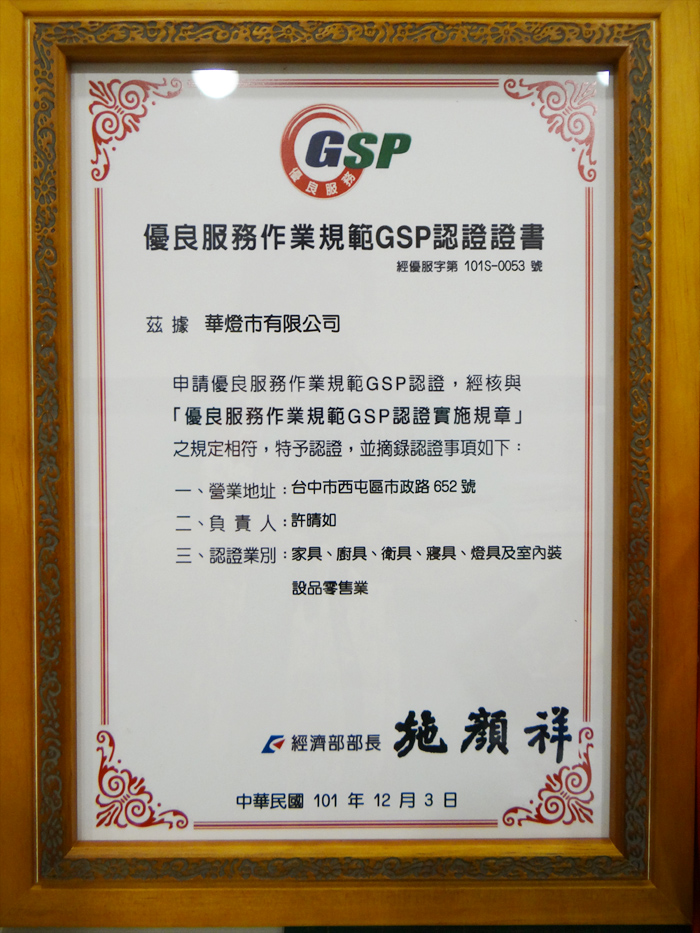 GSP
優良服務
優良服務作業規範GSP認證證書
經優服字第 101S-0053 號
茲據 華燈市有限公司
申請優良服務作業規範GSP認證，經核與
「優良服務作業規範GSP認證實施規章」
之規定相符，特予認證，並摘錄認證事項如下：
一、營業地址：台中市西屯區市政路 652 號
二、負責人：許晴如
三、認證業別：家具、廚具、衛具、寢具、燈具及室內裝
設品零售業
經濟部部長 施顏祥
中華民國 101 年 12 月 3 日